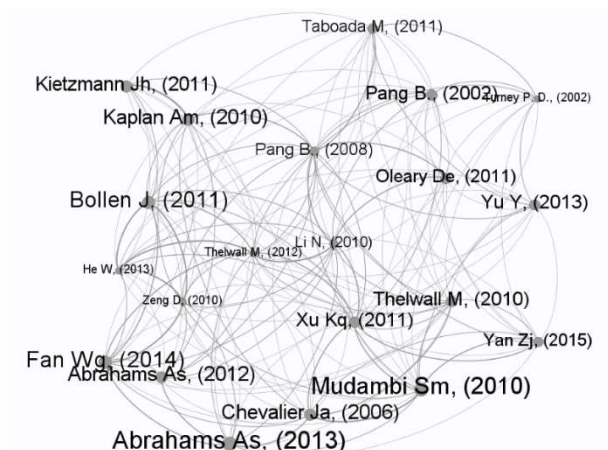 Taboada M, (2011)
Kietzmann Jh, (2011)
Pang B., (2002)
Turney P. D., (2002)
Kaplan Am, (2010)
Pang B., (2008)
Oleary De, (2011)
Bollen J, (2011)
Yu Y, (2013)
Li N, (2010)
Thelwall M, (2012)
He W, (2013)
Zeng D, (2010)
Thelwall M, (2010)
Xu Kq, (2011)
Yan Zj, (2015)
Fan Wg, (2014)
Abrahams As, (2012)
Mudambi Sm, (2010)
Chevalier Ja, (2006)
Abrahams As, (2013)